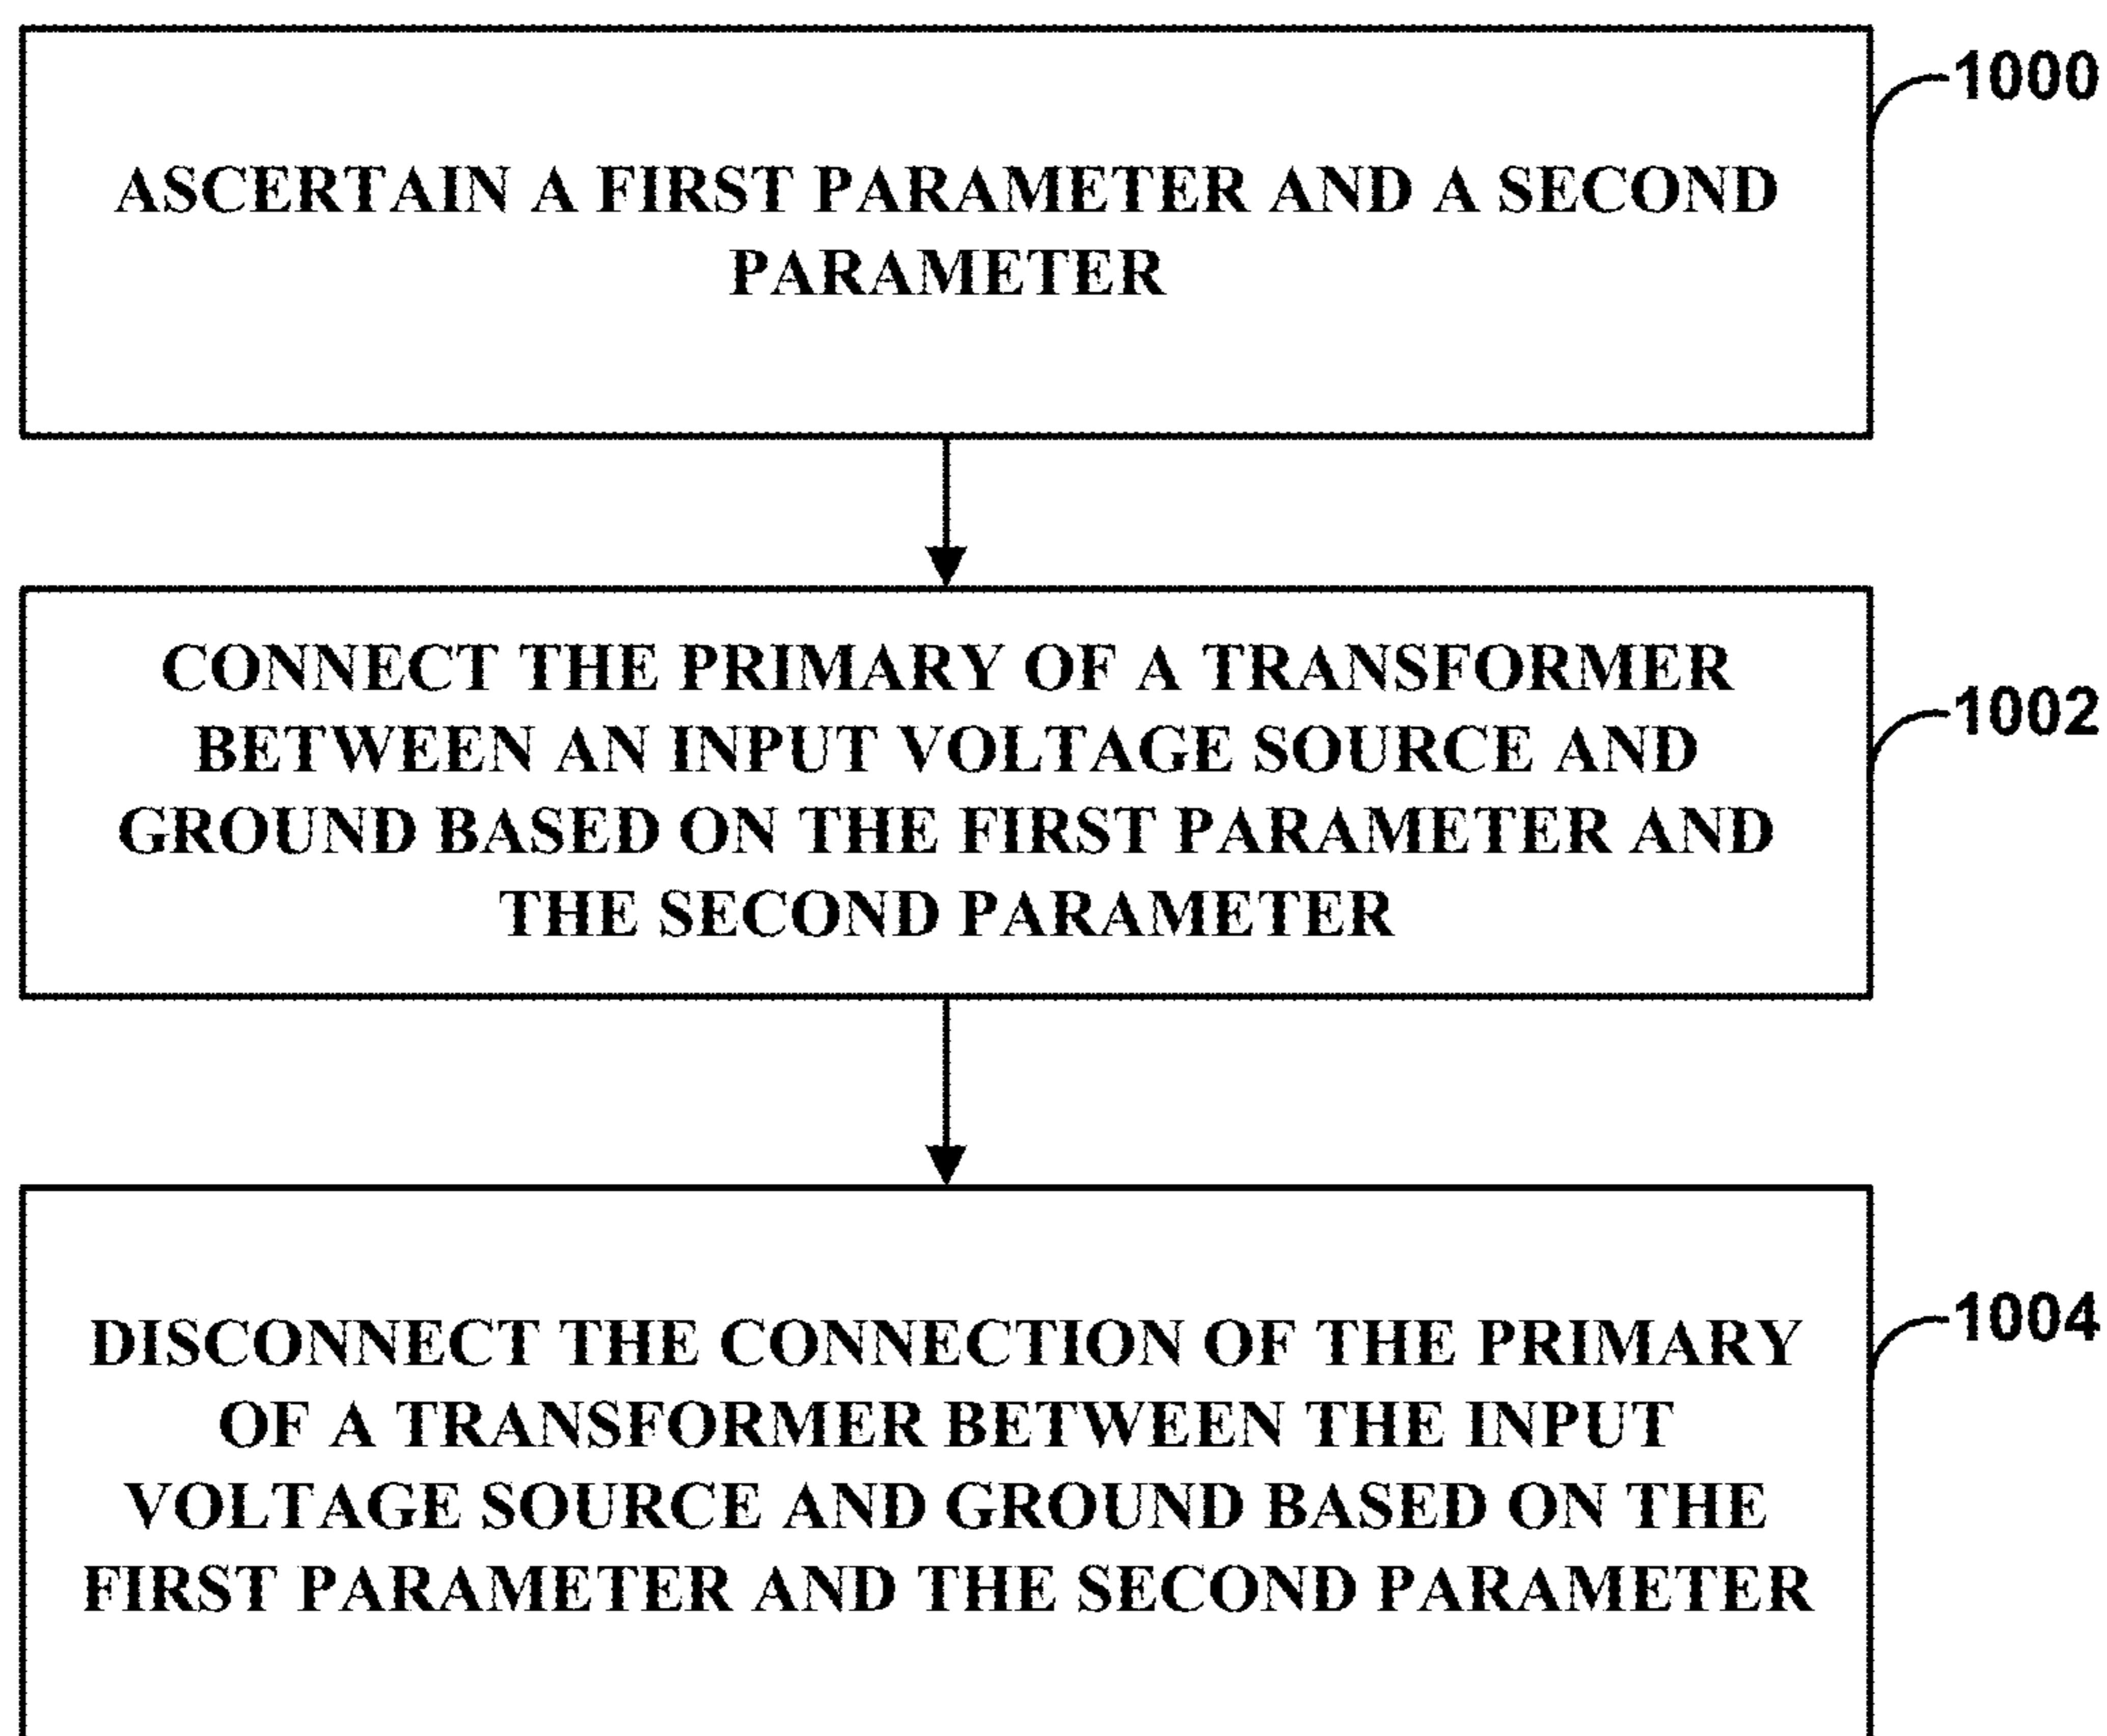 1000
ASCERTAIN A FIRST PARAMETER AND A SECOND
PARAMETER
CONNECT THE PRIMARY OF A TRANSFORMER
BETWEEN AN INPUT VOLTAGE SOURCE AND
GROUND BASED ON THE FIRST PARAMETER AND
THE SECOND PARAMETER
1002
DISCONNECT THE CONNECTION OF THE PRIMARY
OF A TRANSFORMER BETWEEN THE INPUT
VOLTAGE SOURCE AND GROUND BASED ON THE
FIRST PARAMETER AND THE SECOND PARAMETER
1004